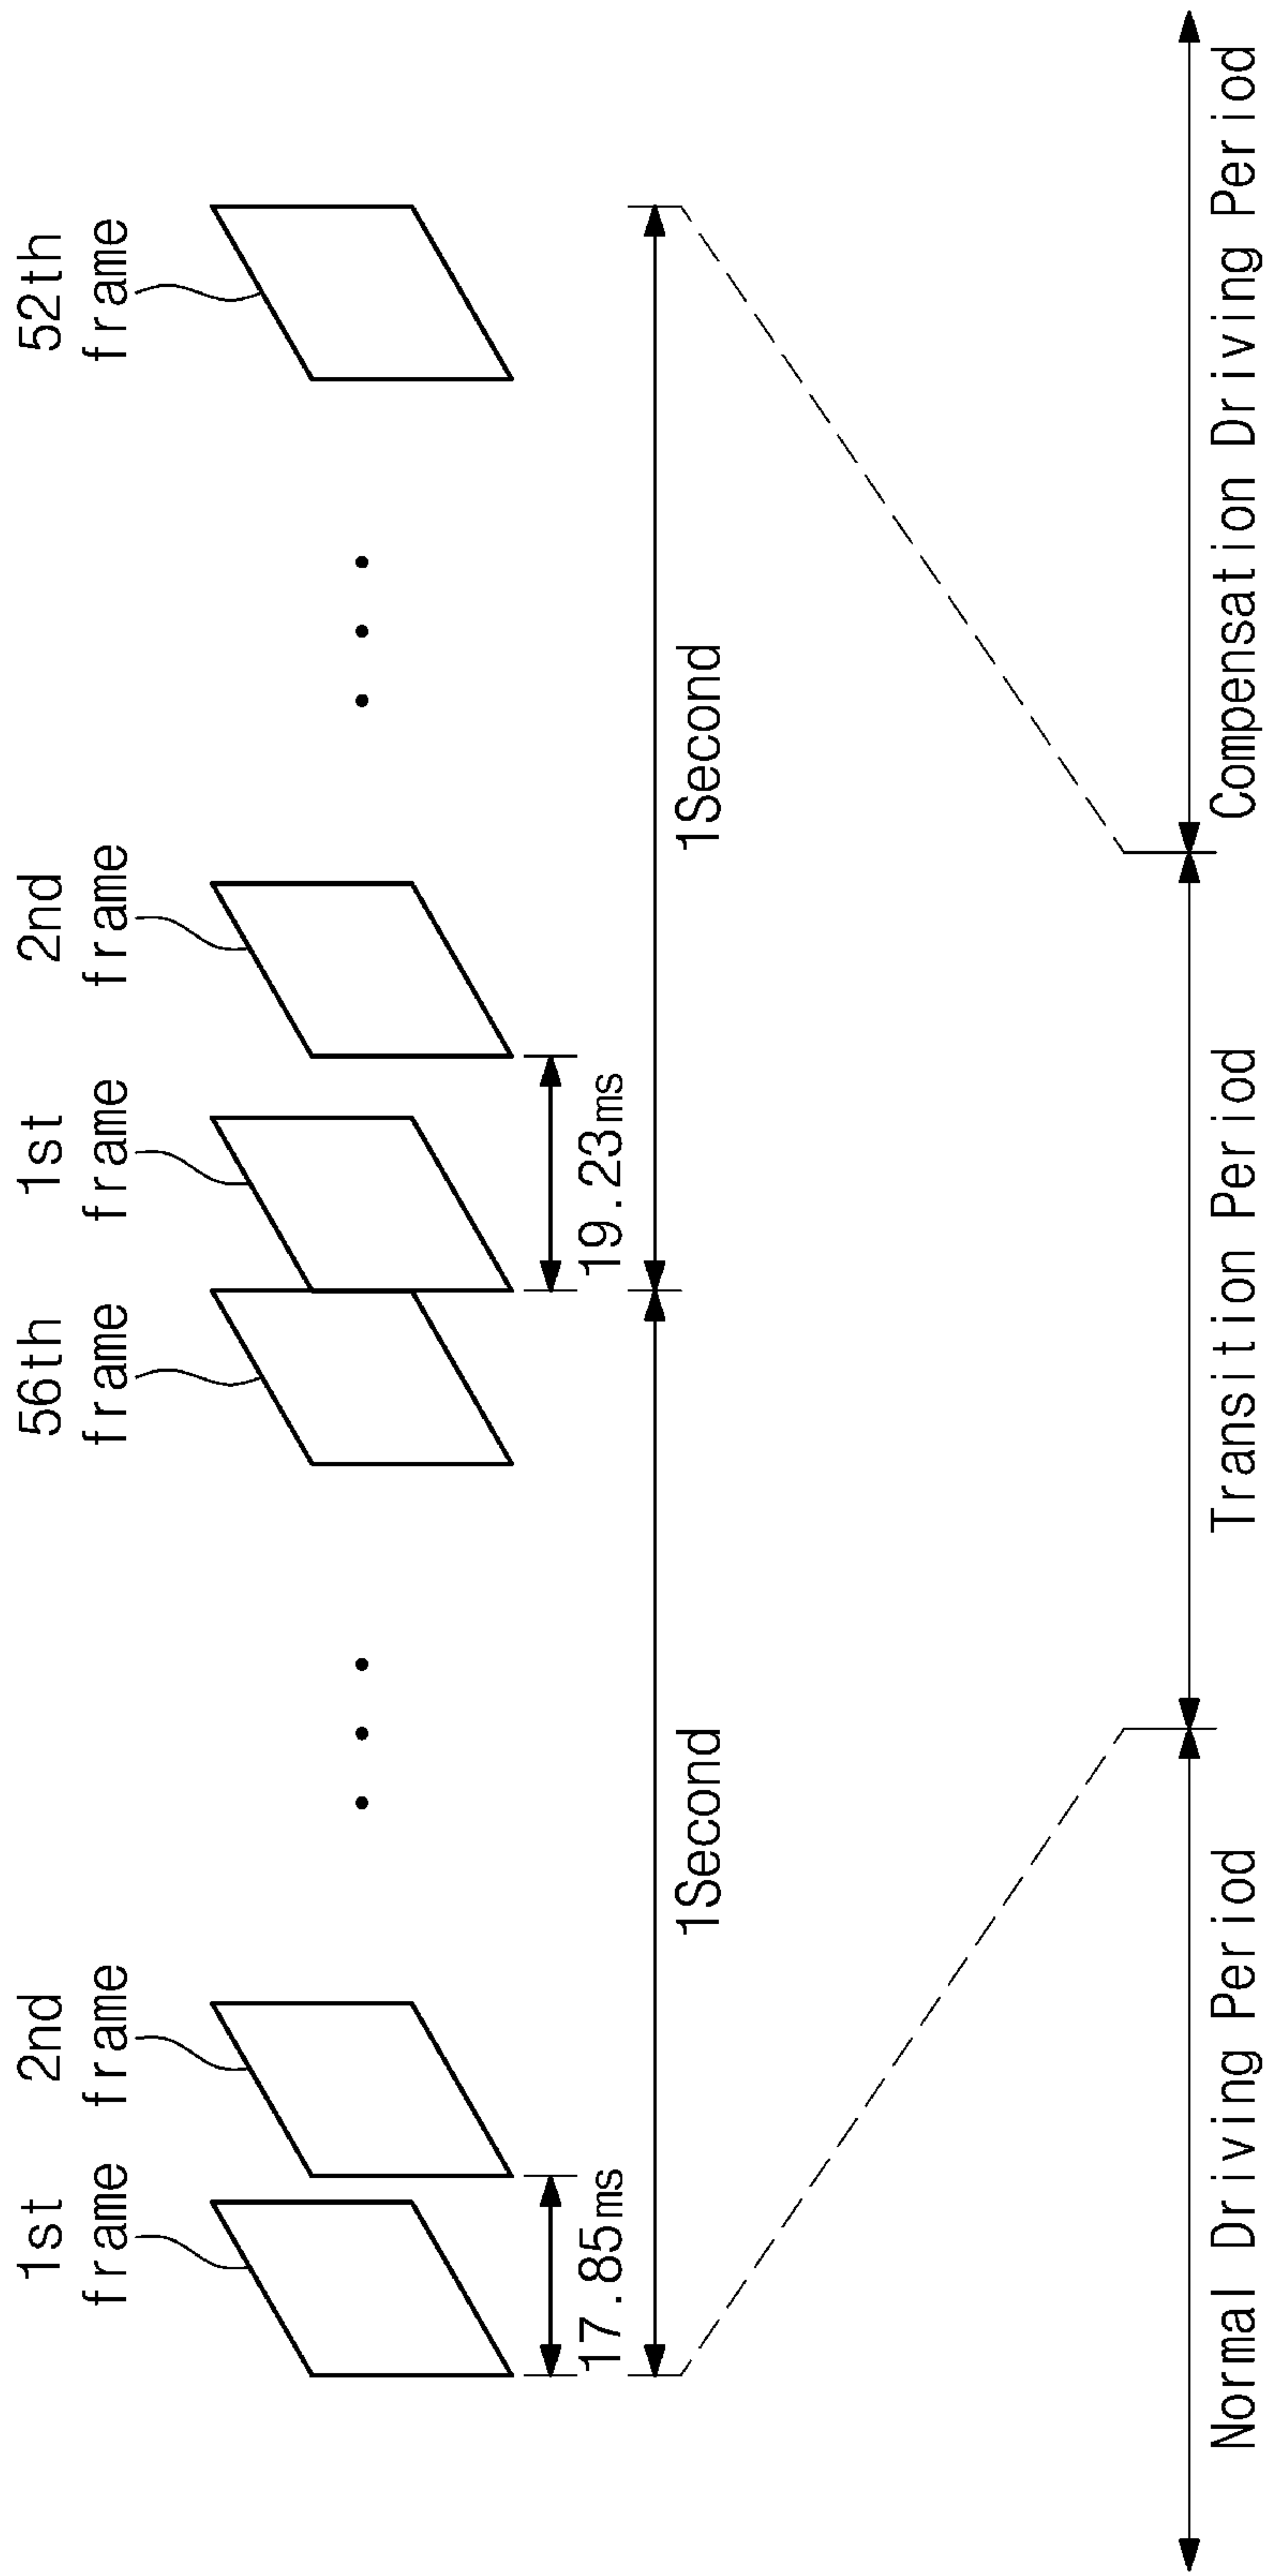 1st
frame
2nd
frame
56th
frame
1st
frame
2nd
frame
52th
frame
17.85ms
19.23ms
1Second
1Second
Normal Driving Period
Transition Period
Compensation Driving Period